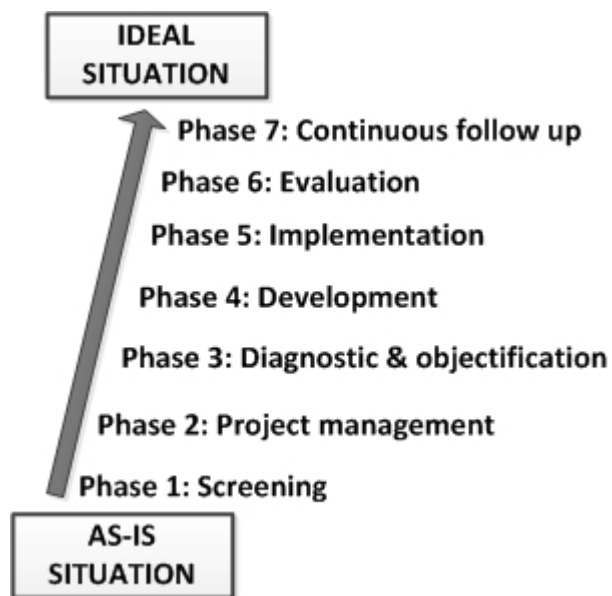 IDEAL
SITUATION
Phase 7: Continuous follow up
Phase 6: Evaluation
Phase 5: Implementation
Phase 4: Development
Phase 3: Diagnostic & objectification
Phase 2: Project management
Phase 1: Screening
AS-IS
SITUATION